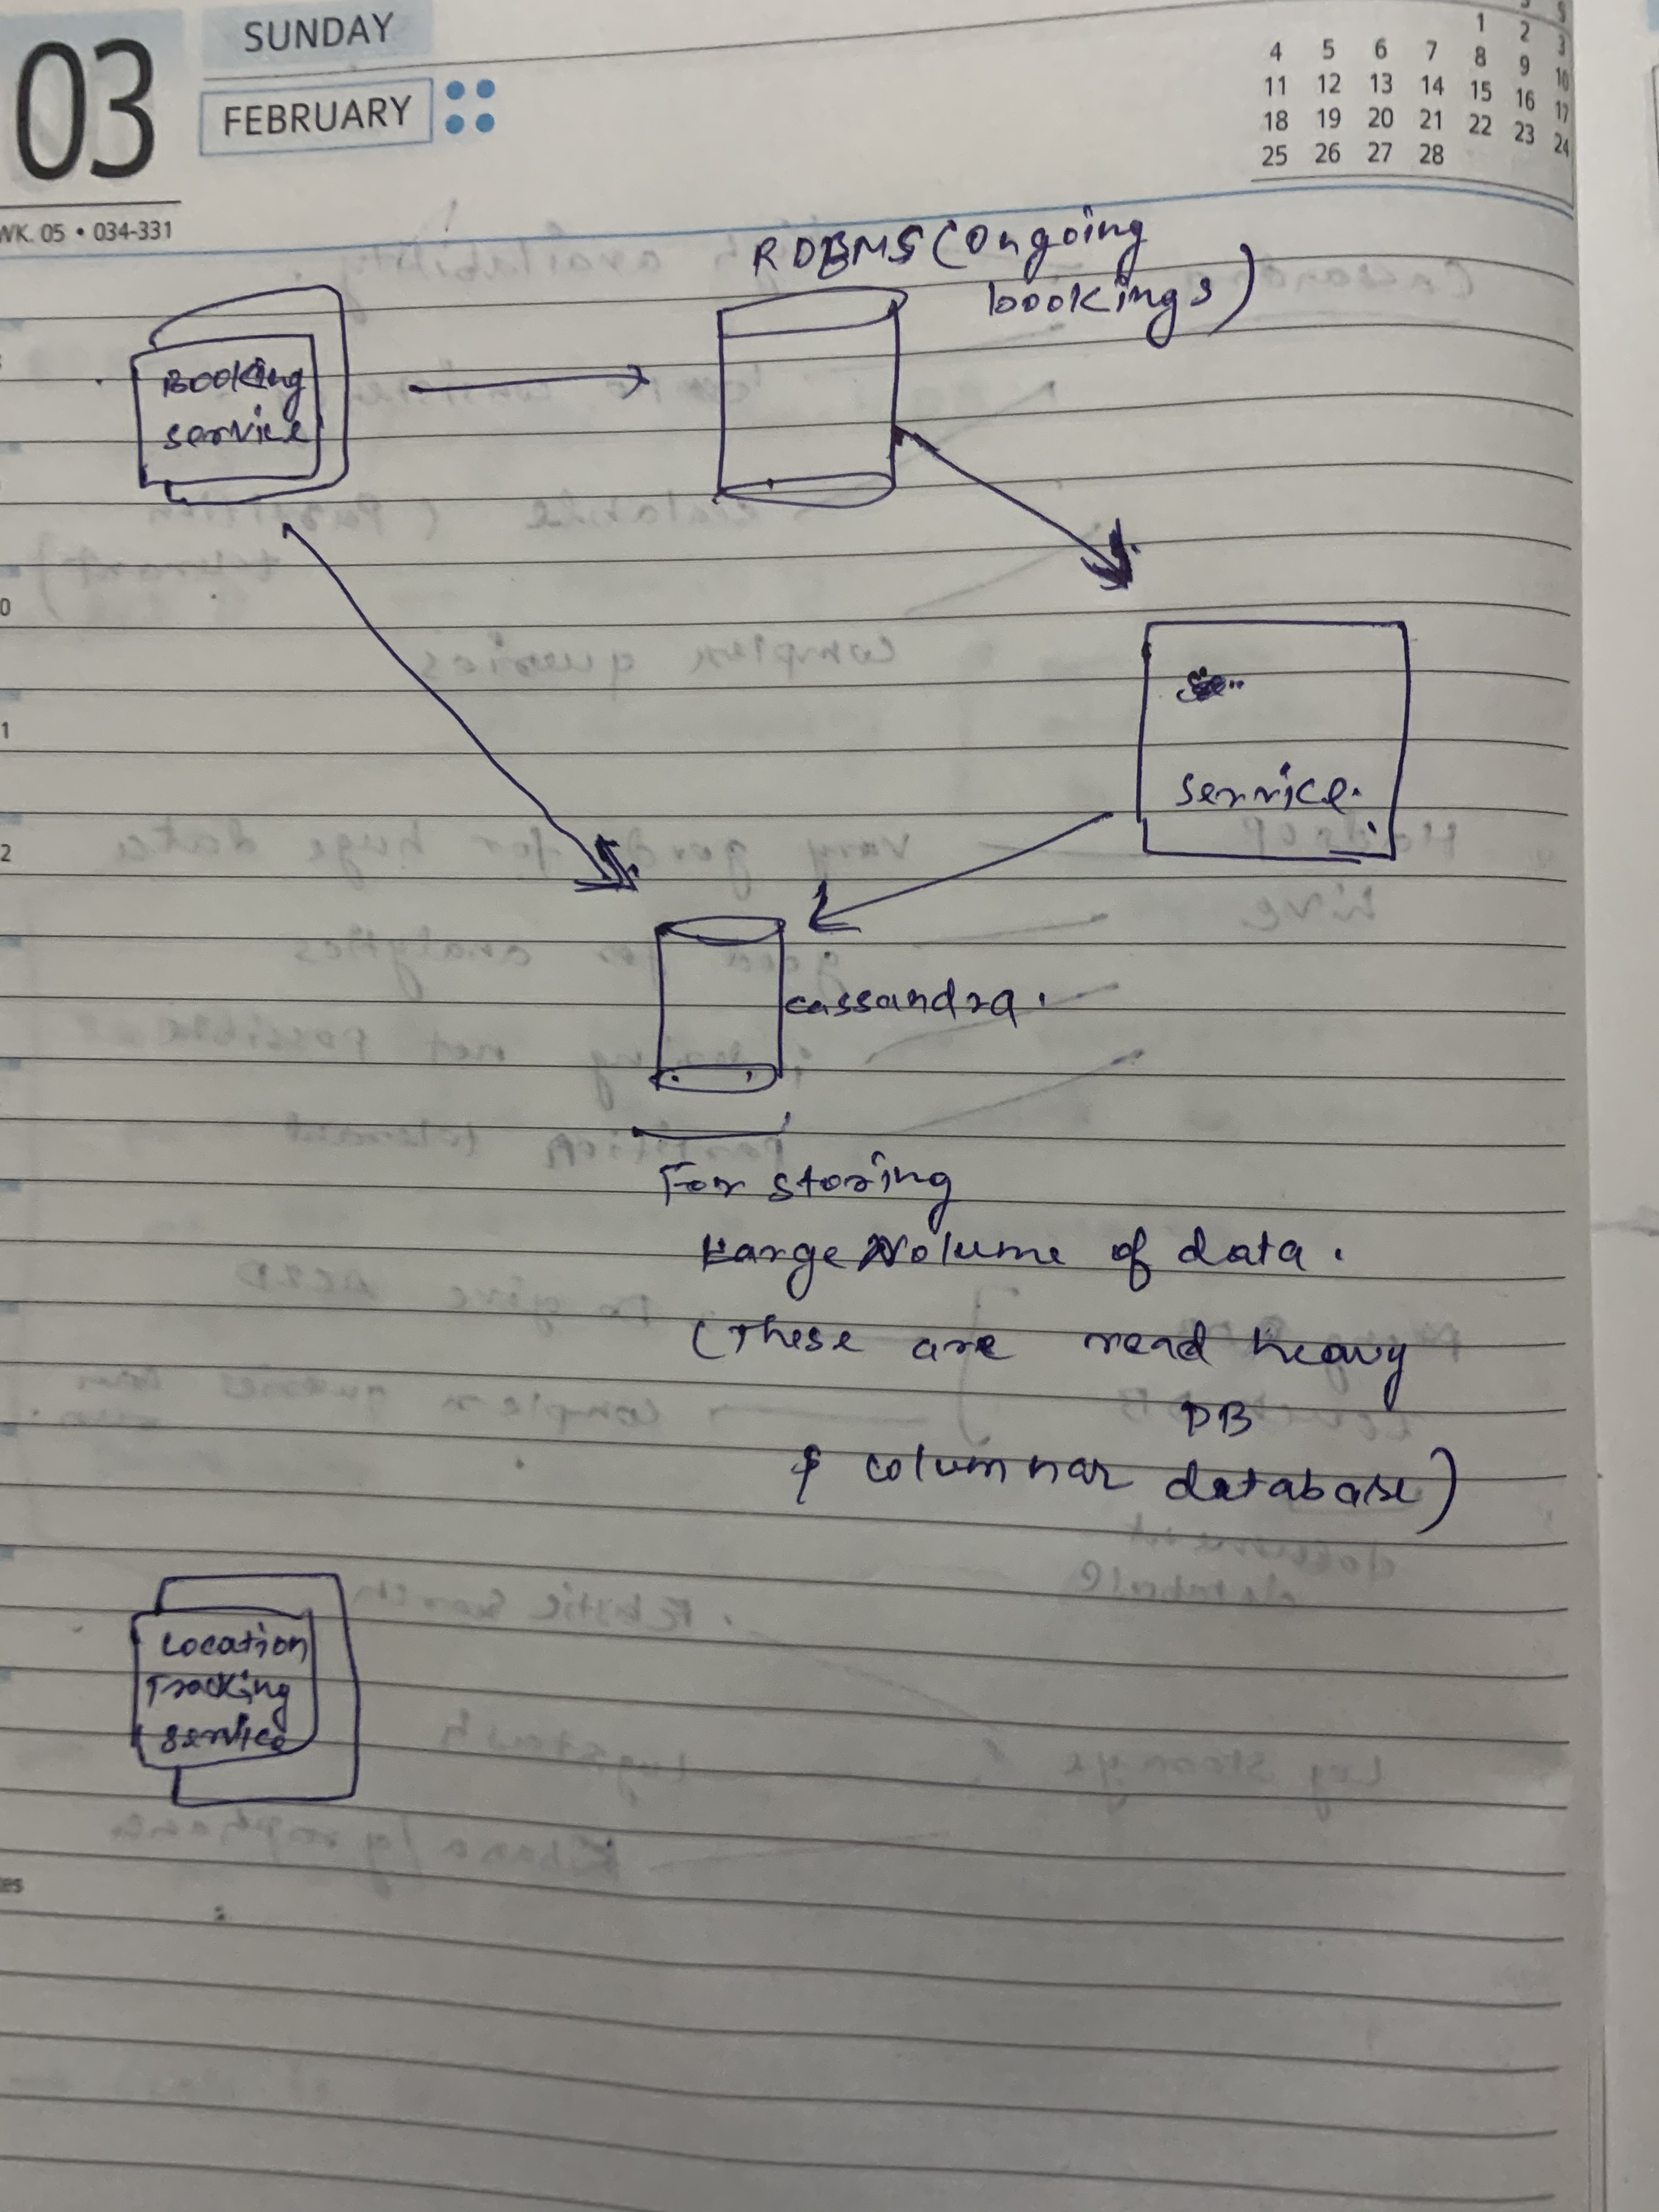 03
SUNDAY
FEBRUARY
WK. 05 • 034-331
1 2 3
4 5 6 7 8 9 10
11 12 13 14 15 16 17
18 19 20 21 22 23 24
25 26 27 28
RDBMS (ongoing
bookings)
Booking
service
service.
cassandra.
For storing
Large Volume of data.
(These are read heavy
DB
& columnar database)
Location
Tracking
service